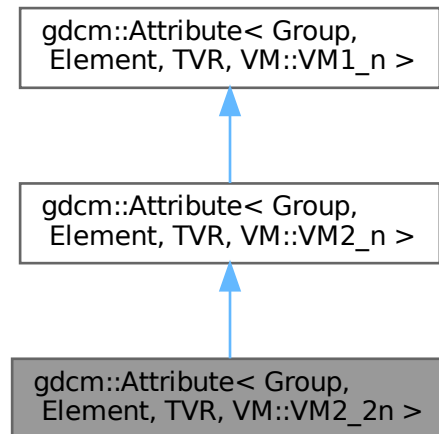 gdcm::Attribute< Group,
Element, TVR, VM::VM1_n >
gdcm::Attribute< Group,
Element, TVR, VM::VM2_n >
gdcm::Attribute< Group,
Element, TVR, VM::VM2_2n >